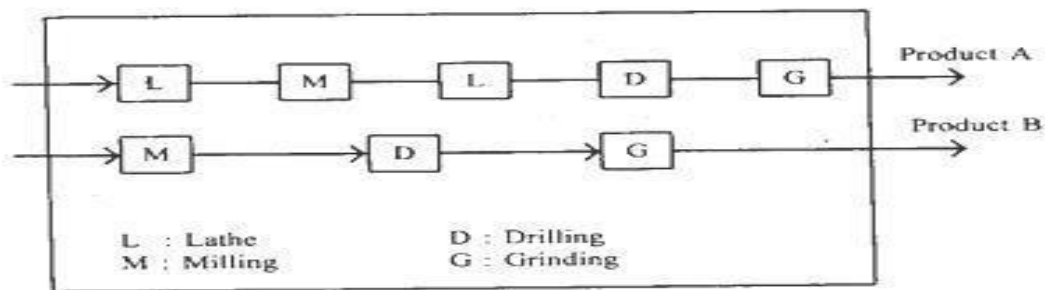 L M L D G Product A
M D G Product B
L : Lathe D : Drilling
M : Milling G : Grinding